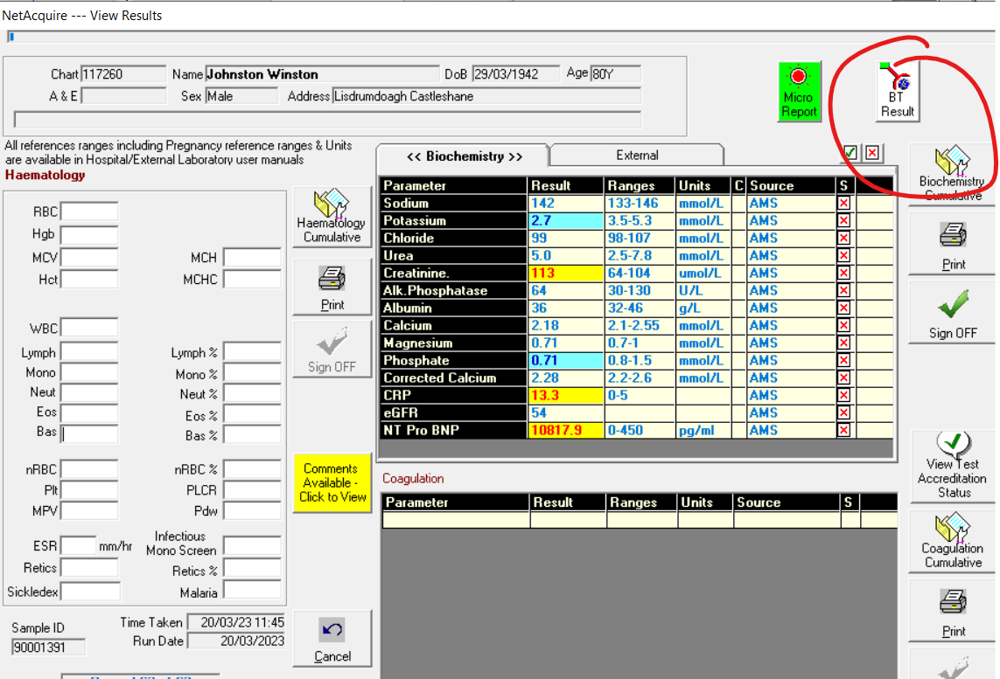 NetAcquire --- View Results
Chart 117260 Name Johnston Winston DoB 29/03/1942 Age 80Y
A & E Sex Male Address Lisdrumdoagh Castleshane
Micro Report
BT Result
All references ranges including Pregnancy reference ranges & Units
are available in Hospital/External Laboratory user manuals
Haematology
RBC
Hgb
MCV MCH
Hct MCHC
WBC
Lymph Lymph %
Mono Mono %
Neut Neut %
Eos Eos %
Bas Bas %
nRBC nRBC %
Plt PLCR
MPV Pdw
ESR mm/hr Infectious Mono Screen
Retics Retics %
Sickledex Malaria
Sample ID
90001391
Time Taken 20/03/23 11:45
Run Date 20/03/2023
Haematology
Cumulative
Print
Sign OFF
Comments
Available -
Click to View
Cancel
<< Biochemistry >> External
Parameter Result Ranges Units C Source S
Sodium 142 133-146 mmol/L AMS
Potassium 2.7 3.5-5.3 mmol/L AMS
Chloride 99 98-107 mmol/L AMS
Urea 5.0 2.5-7.8 mmol/L AMS
Creatinine. 113 64-104 umol/L AMS
Alk.Phosphatase 64 30-130 U/L AMS
Albumin 36 32-46 g/L AMS
Calcium 2.18 2.1-2.55 mmol/L AMS
Magnesium 0.71 0.7-1 mmol/L AMS
Phosphate 0.71 0.8-1.5 mmol/L AMS
Corrected Calcium 2.28 2.2-2.6 mmol/L AMS
CRP 13.3 0-5 AMS
eGFR 54 AMS
NT Pro BNP 10817.9 0-450 pg/ml AMS
Coagulation
Parameter Result Ranges Units Source S
Biochemistry
Cumulative
Print
Sign OFF
View Test
Accreditation
Status
Coagulation
Cumulative
Print